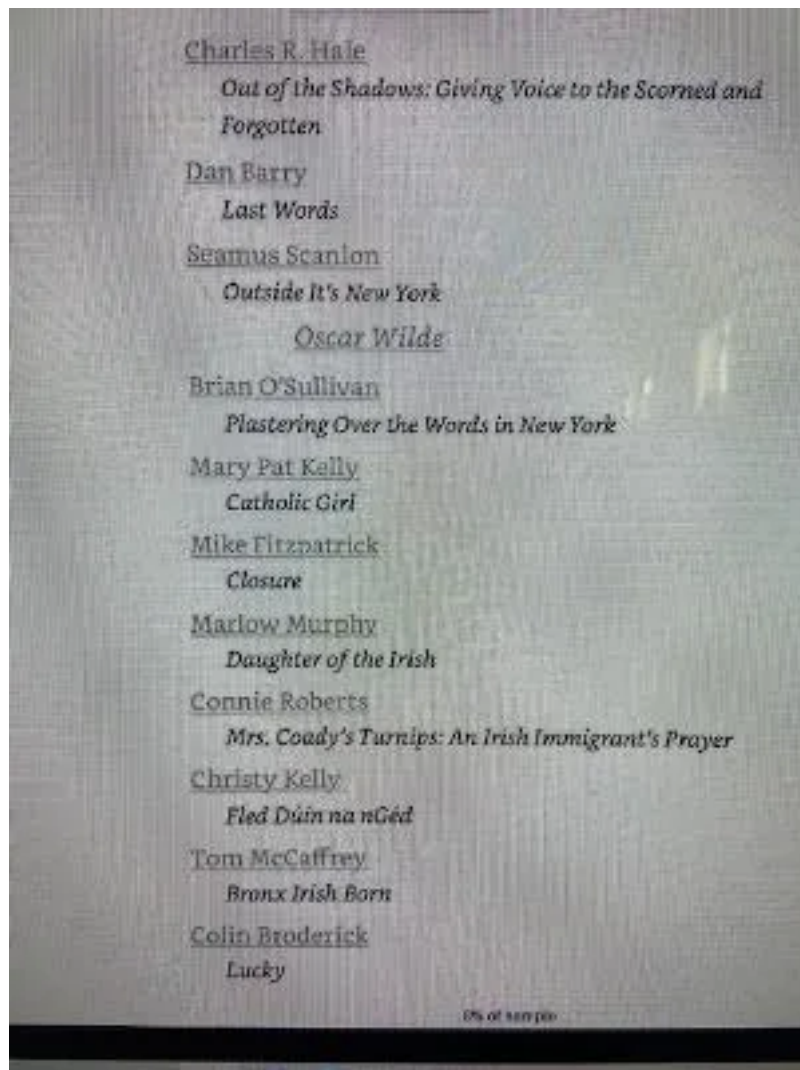 Charles R. Hale
Out of the Shadows: Giving Voice to the Scorned and
Forgotten
Dan Barry
Last Words
Seamus Scanlon
Outside It's New York
Oscar Wilde
Brian O'Sullivan
Plastering Over the Words in New York
Mary Pat Kelly
Catholic Girl
Mike Fitzpatrick
Closure
Marlow Murphy
Daughter of the Irish
Connie Roberts
Mrs. Coady's Turnips: An Irish Immigrant's Prayer
Christy Kelly
Fled Dúin na nGéd
Tom McCaffrey
Bronx Irish Born
Colin Broderick
Lucky
of sample